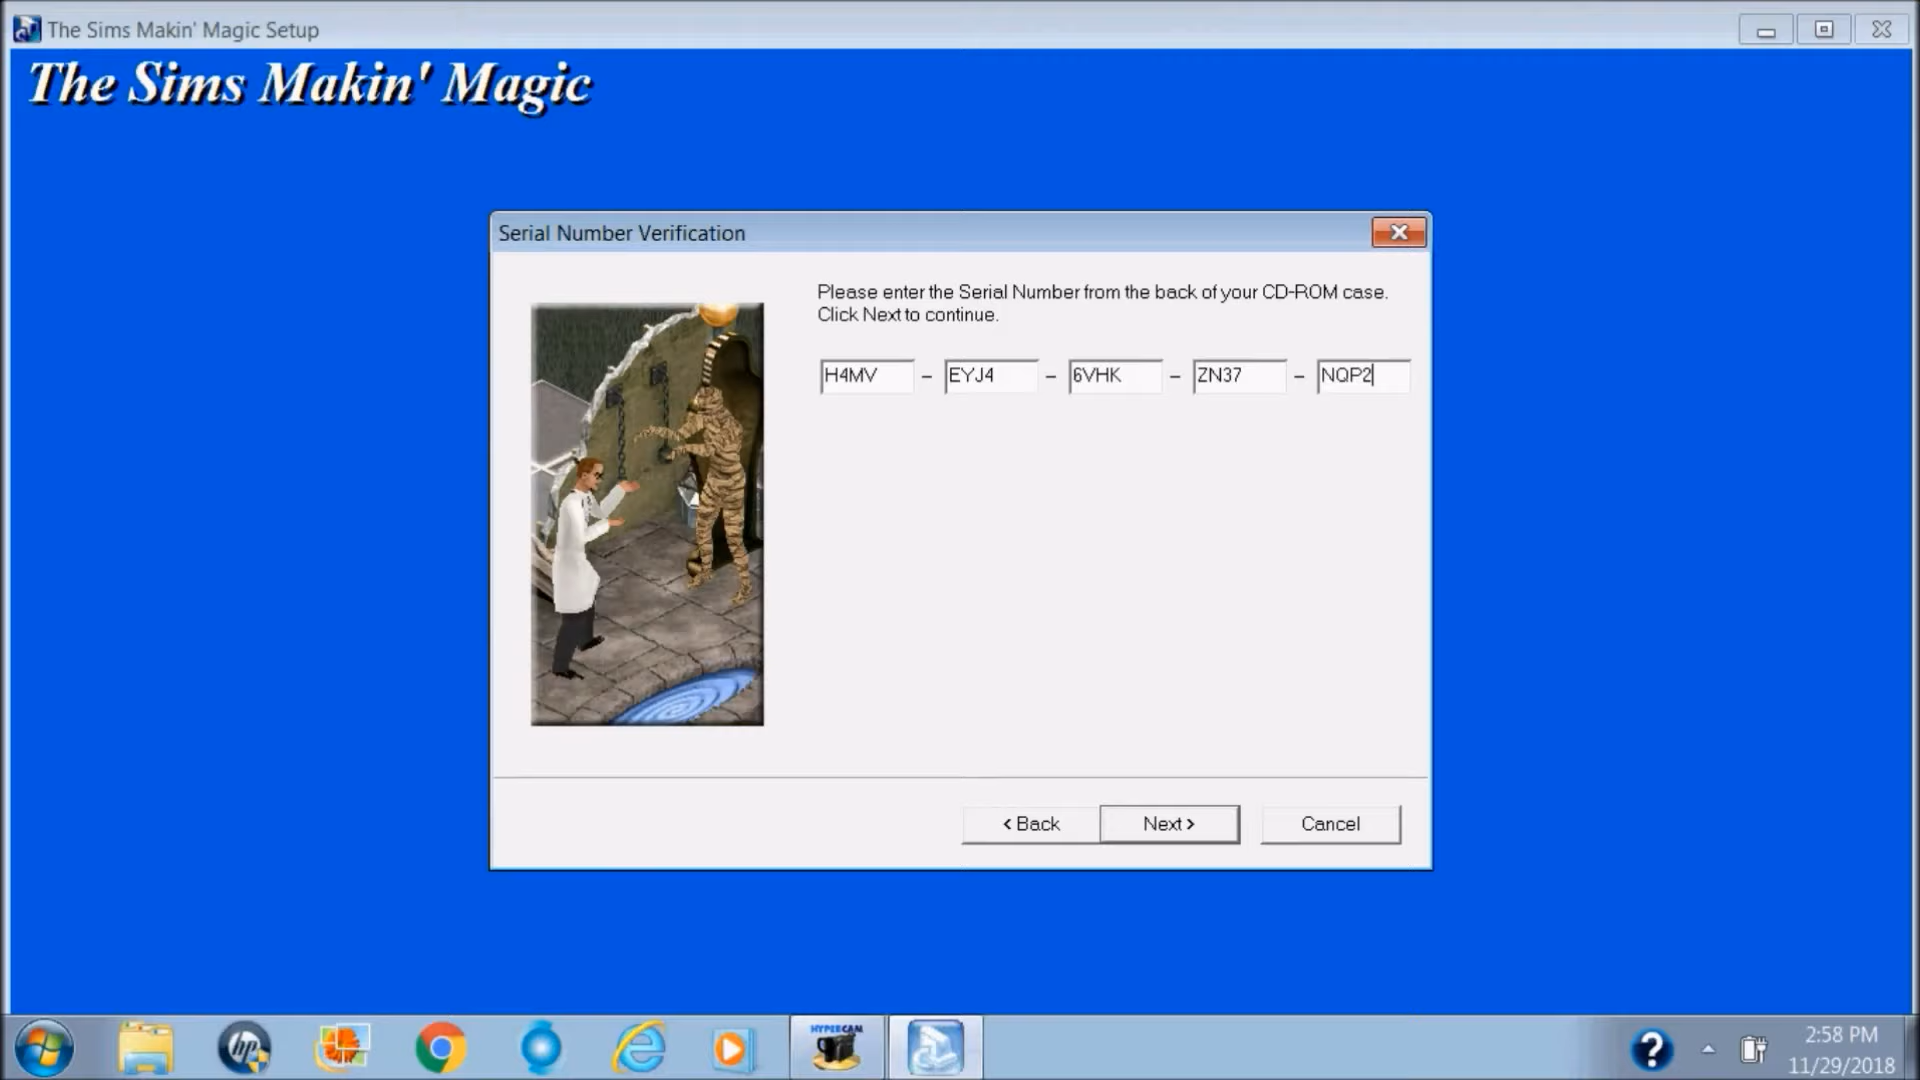 The Sims Makin' Magic Setup
The Sims Makin' Magic
Serial Number Verification
Please enter the Serial Number from the back of your CD-ROM case.
Click Next to continue.
H4MV - EYJ4 - 6VHK - ZN37 - NQP2
< Back Next > Cancel
hp
HYPERCAM
?
2:58 PM
11/29/2018